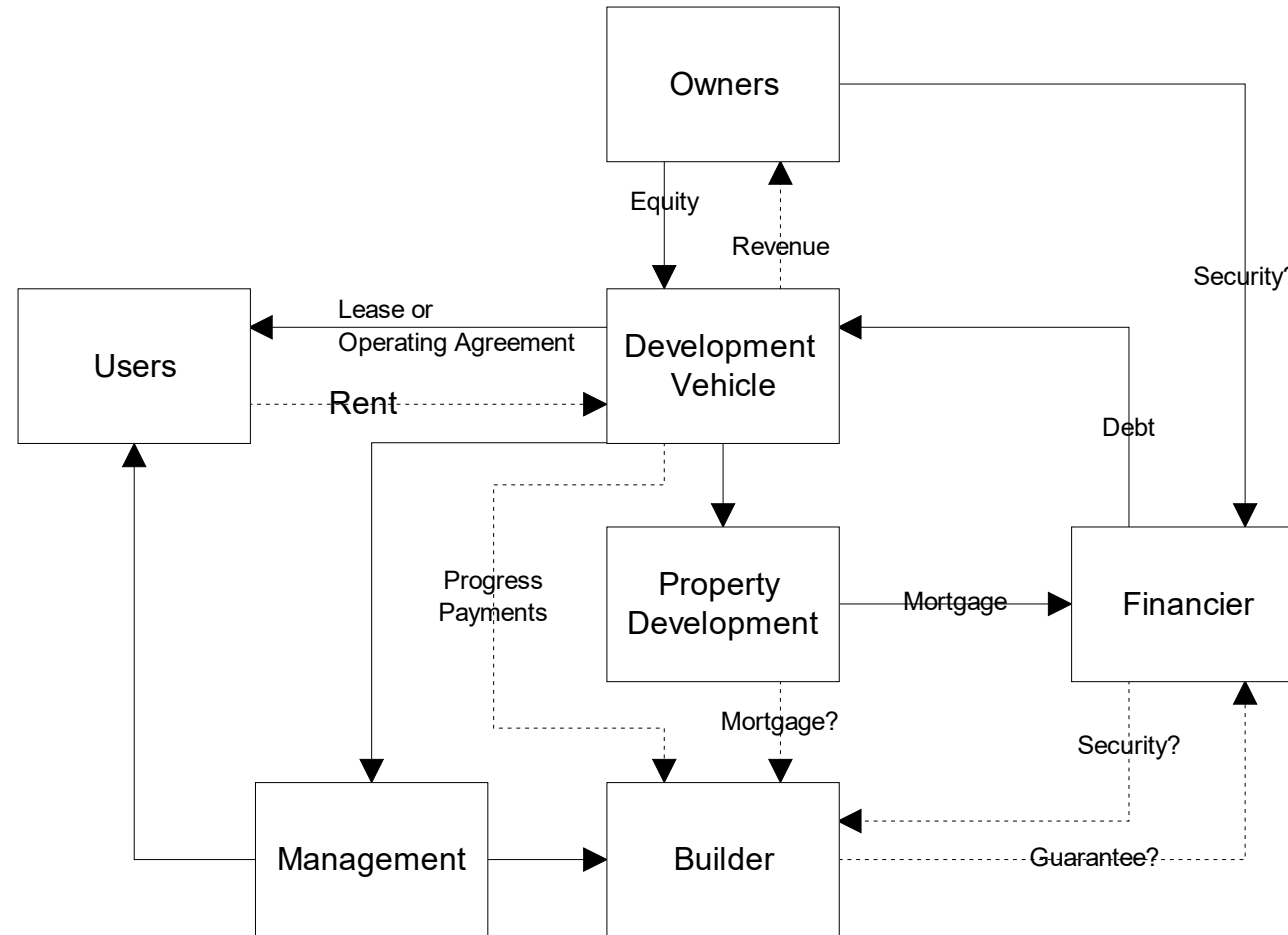 Owners
Equity
Revenue
Security?
Lease or
Operating Agreement
Users
Development
Vehicle
Rent
Debt
Progress
Payments
Property
Development
Mortgage
Financier
Mortgage?
Security?
Management
Builder
Guarantee?